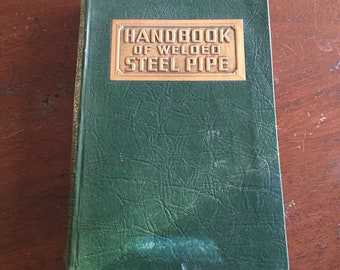 HANDBOOK
OF WELDED
STEEL PIPE